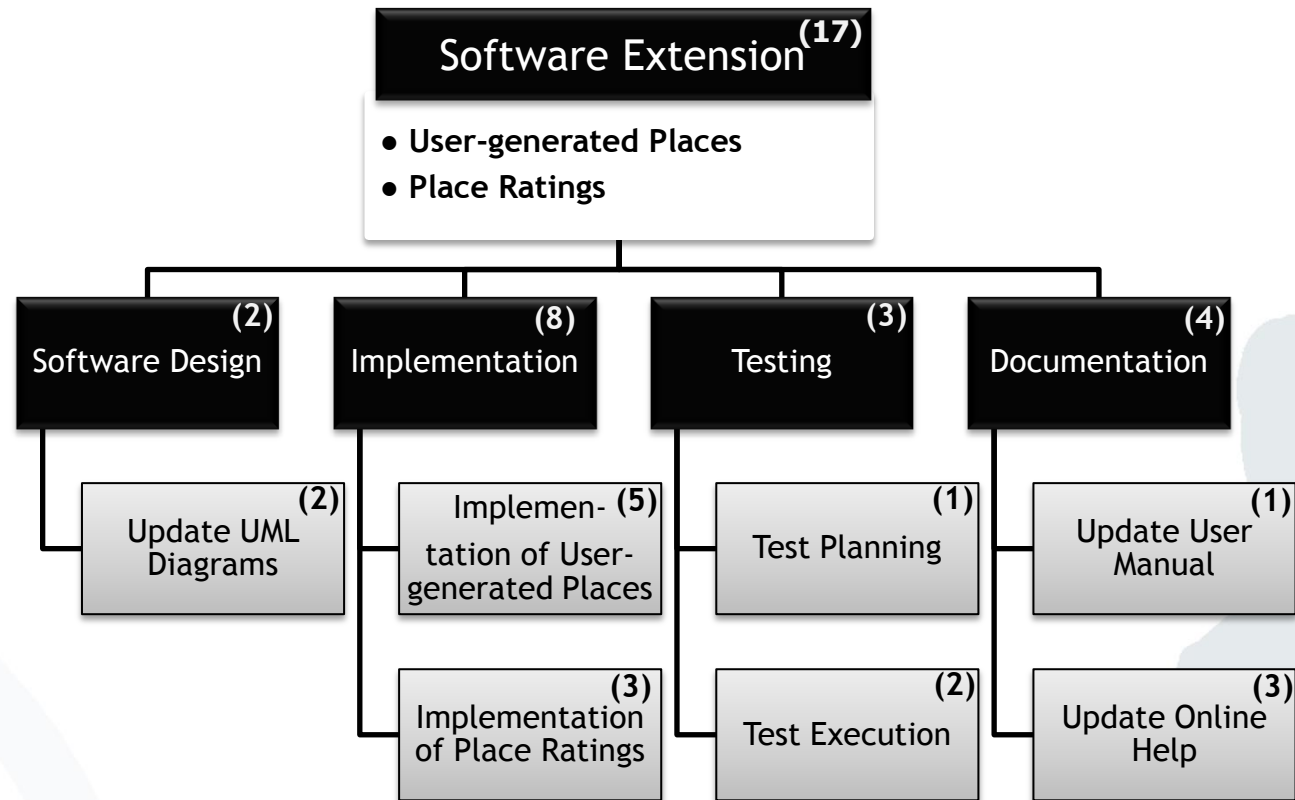 Software Extension (17)
● User-generated Places
● Place Ratings
(2)
Software Design
(8)
Implementation
(3)
Testing
(4)
Documentation
(2)
Update UML
Diagrams
Implemen- (5)
tation of User-
generated Places
(1)
Test Planning
(1)
Update User
Manual
(3)
Implementation
of Place Ratings
(2)
Test Execution
(3)
Update Online
Help